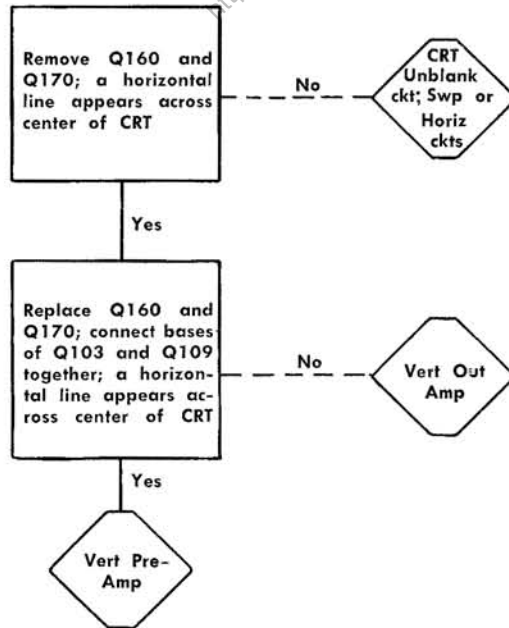 Remove Q160 and
Q170; a horizontal
line appears across
center of CRT
No
CRT
Unblank
ckt; Swp or
Horiz
ckts
Yes
Replace Q160 and
Q170; connect bases
of Q103 and Q109
together; a horizon-
tal line appears ac-
ross center of CRT
No
Vert Out
Amp
Yes
Vert Pre-
Amp